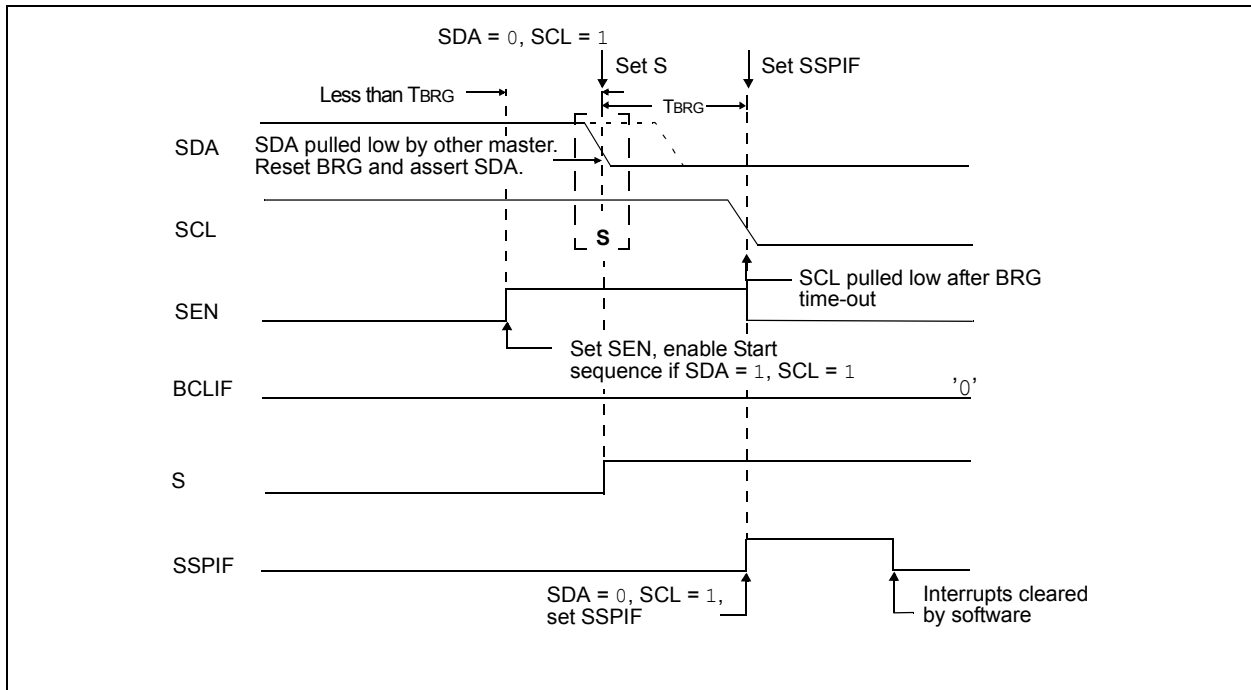 SDA = 0, SCL = 1
Set S
Set SSPIF
Less than TBRG
TBRG
SDA
SDA pulled low by other master.
Reset BRG and assert SDA.
SCL
S
SCL pulled low after BRG
time-out
SEN
Set SEN, enable Start
sequence if SDA = 1, SCL = 1
BCLIF
'0'
S
SSPIF
SDA = 0, SCL = 1,
set SSPIF
Interrupts cleared
by software